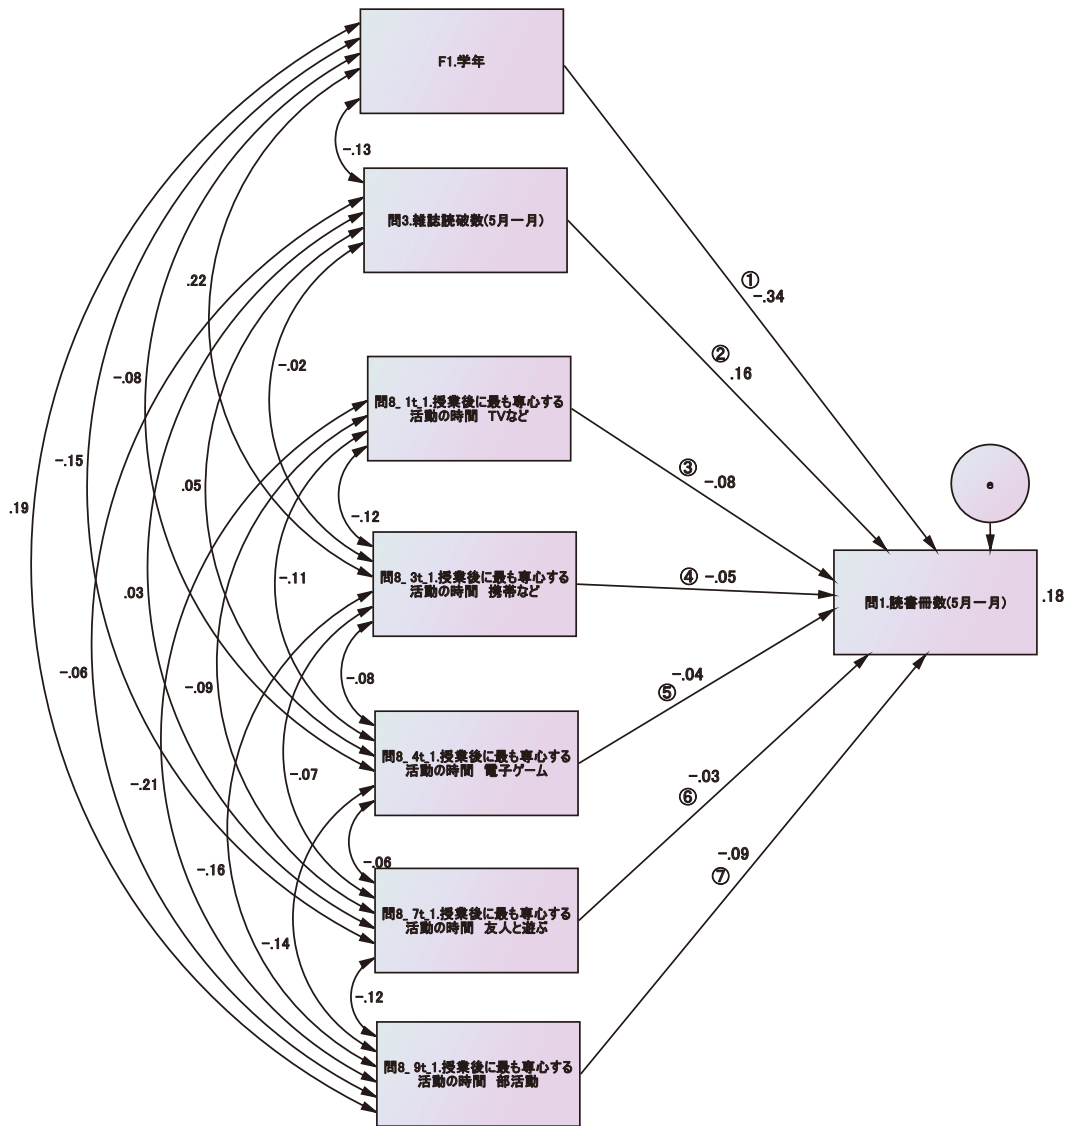 F1.学年
-.13
問3.雑誌読破数(5月一月)
.22
①
-.34
②
.16
-.02
-.08
問8_1t_1.授業後に最も専心する
活動の時間 TVなど
-.15
.05
③
-.08
.19
-.12
e
問8_3t_1.授業後に最も専心する
活動の時間 携帯など
-.11
④
-.05
.03
問1.読書冊数(5月一月)
.18
-.06
-.09
-.08
-.04
⑤
問8_4t_1.授業後に最も専心する
活動の時間 電子ゲーム
-.07
-.21
-.03
⑥
-.16
-.06
-.09
⑦
問8_7t_1.授業後に最も専心する
活動の時間 友人と遊ぶ
-.14
-.12
問8_9t_1.授業後に最も専心する
活動の時間 部活動